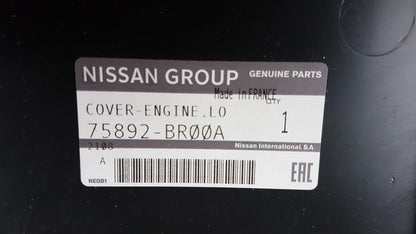 NISSAN GROUP GENUINE PARTS
Made in FRANCE
COVER-ENGINE.LO QTY
75892-BR00A 1
2108 Nissan International. S.A.
A
NEGB1 EAC